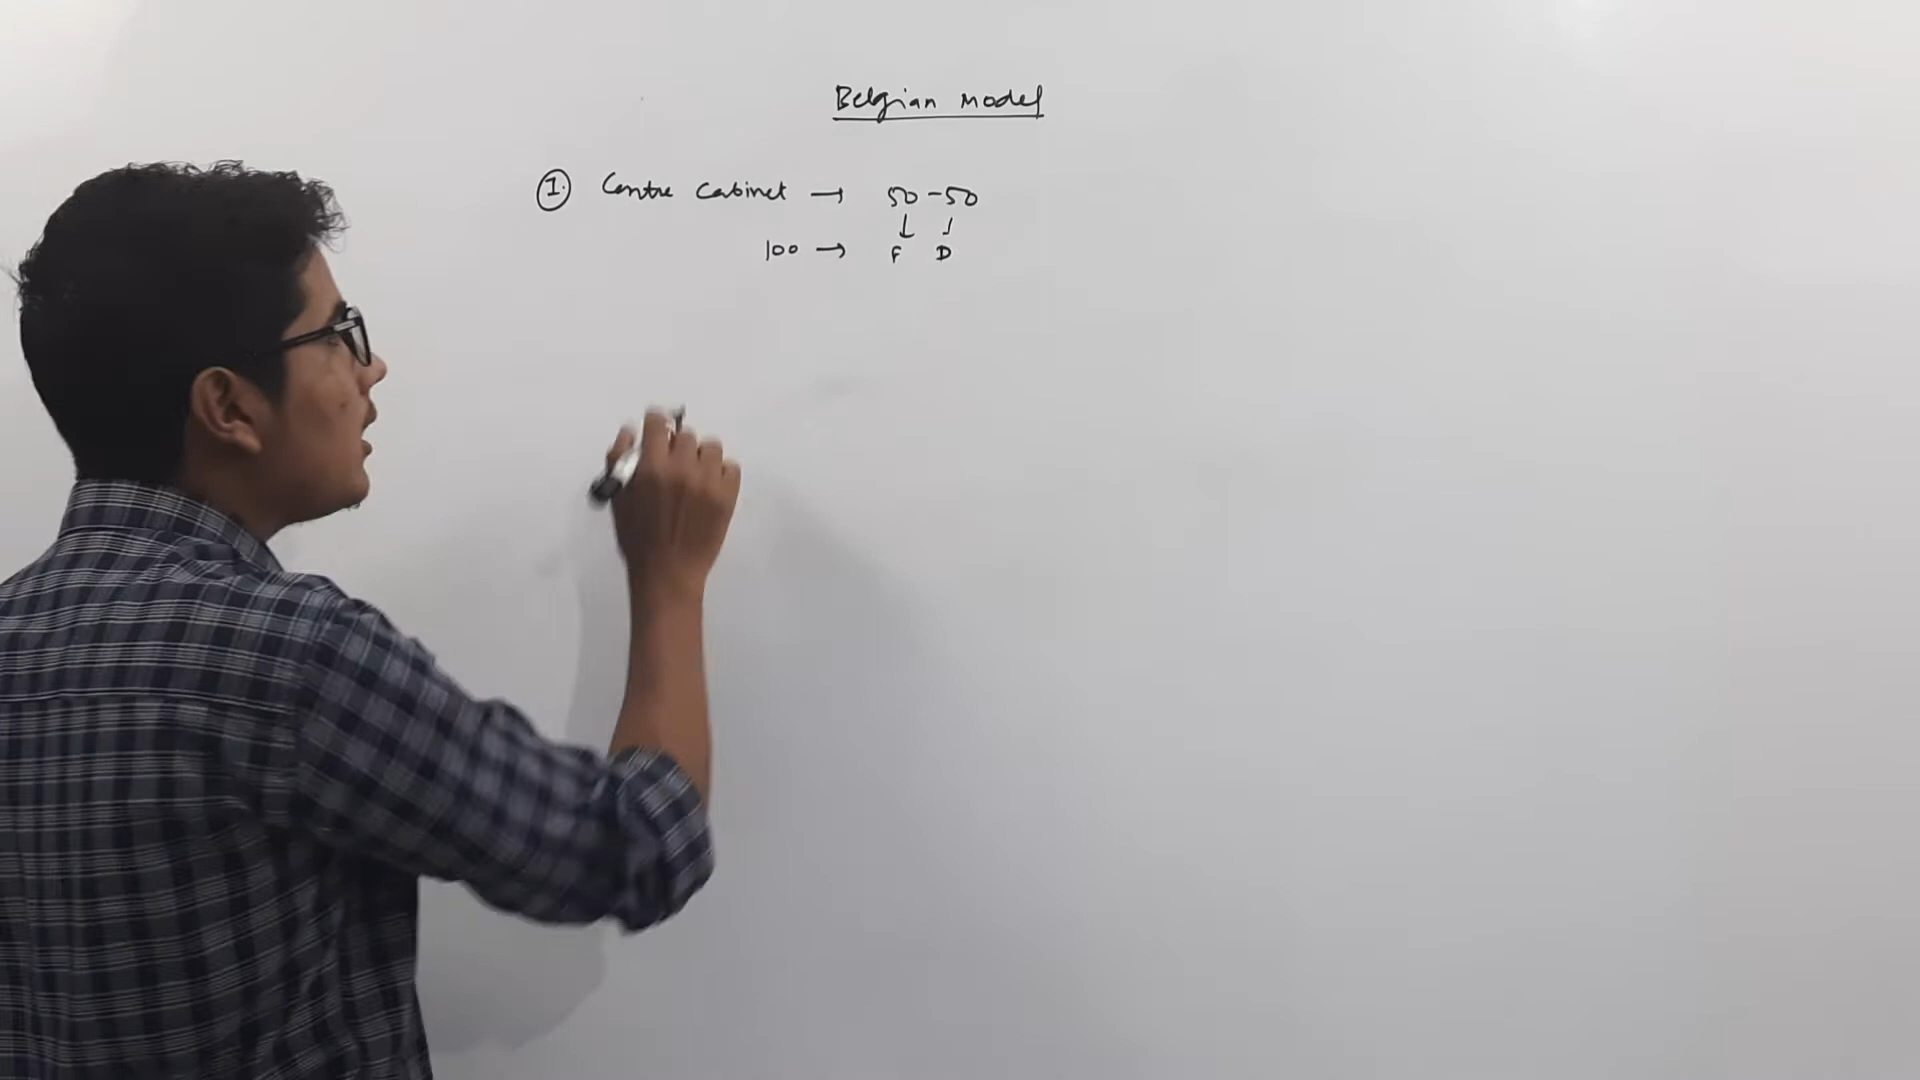 Belgian Model
1. Centre Cabinet → 50-50
↓ ↓
100 → F D